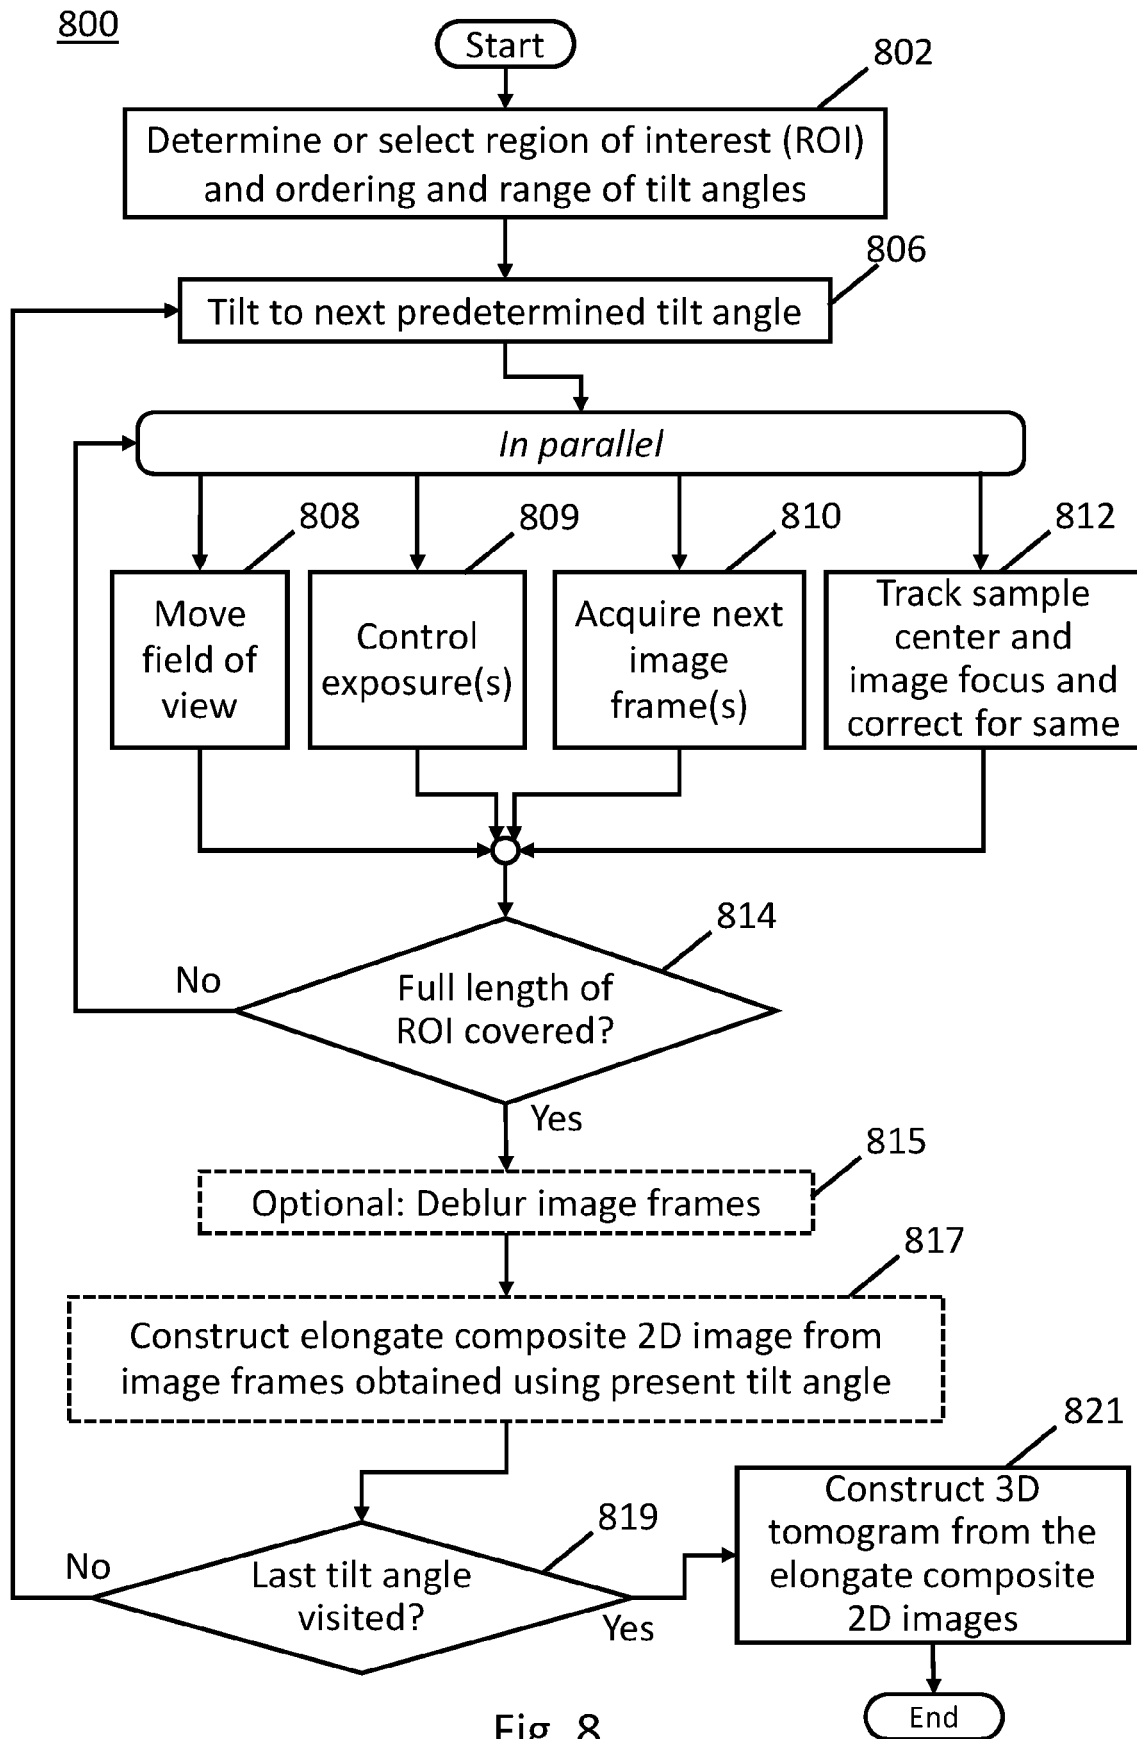 800
Start
802
Determine or select region of interest (ROI)
and ordering and range of tilt angles
806
Tilt to next predetermined tilt angle
In parallel
808
809
810
812
Move
field of
view
Control
exposure(s)
Acquire next
image
frame(s)
Track sample
center and
image focus and
correct for same
814
No
Full length of
ROI covered?
Yes
815
Optional: Deblur image frames
817
Construct elongate composite 2D image from
image frames obtained using present tilt angle
821
819
No
Last tilt angle
visited?
Yes
Construct 3D
tomogram from the
elongate composite
2D images
End
Fig. 8